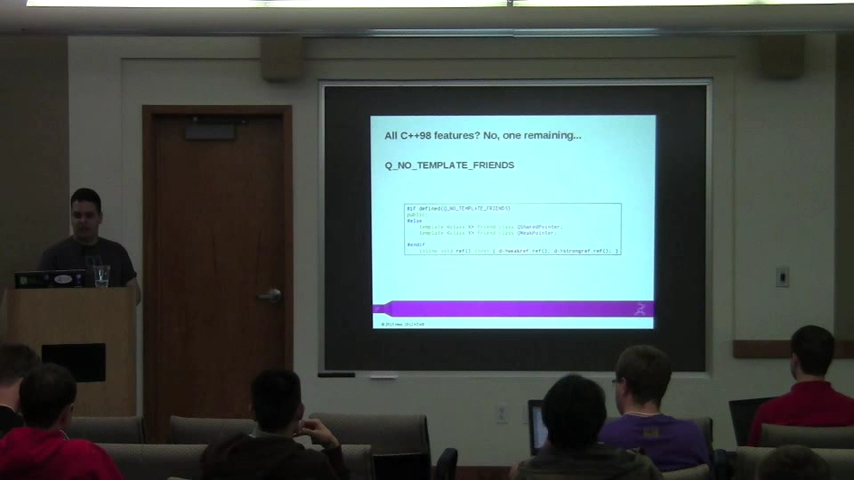 All C++98 features? No, one remaining...
Q_NO_TEMPLATE_FRIENDS
#if defined(Q_NO_TEMPLATE_FRIENDS)
public:
#else
template <class X> friend class QSharedPointer;
template <class X> friend class QWeakPointer;
#endif